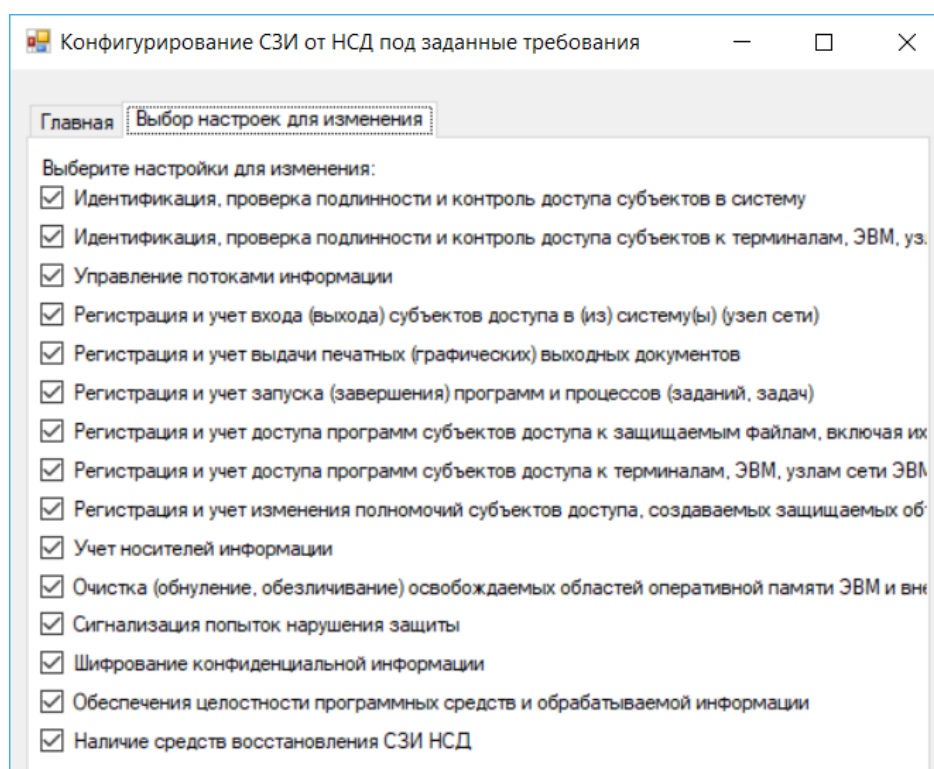 Конфигурирование СЗИ от НСД под заданные требования
Главная
Выбор настроек для изменения
Выберите настройки для изменения:
Идентификация, проверка подлинности и контроль доступа субъектов в систему
Идентификация, проверка подлинности и контроль доступа субъектов к терминалам, ЭВМ, уз
Управление потоками информации
Регистрация и учет входа (выхода) субъектов доступа в (из) систему(ы) (узел сети)
Регистрация и учет выдачи печатных (графических) выходных документов
Регистрация и учет запуска (завершения) программ и процессов (заданий, задач)
Регистрация и учет доступа программ субъектов доступа к защищаемым файлам, включая их
Регистрация и учет доступа программ субъектов доступа к терминалам, ЭВМ, узлам сети ЭВМ
Регистрация и учет изменения полномочий субъектов доступа, создаваемых защищаемых об
Учет носителей информации
Очистка (обнуление, обезличивание) освобождаемых областей оперативной памяти ЭВМ и вне
Сигнализация попыток нарушения защиты
Шифрование конфиденциальной информации
Обеспечения целостности программных средств и обрабатываемой информации
Наличие средств восстановления СЗИ НСД